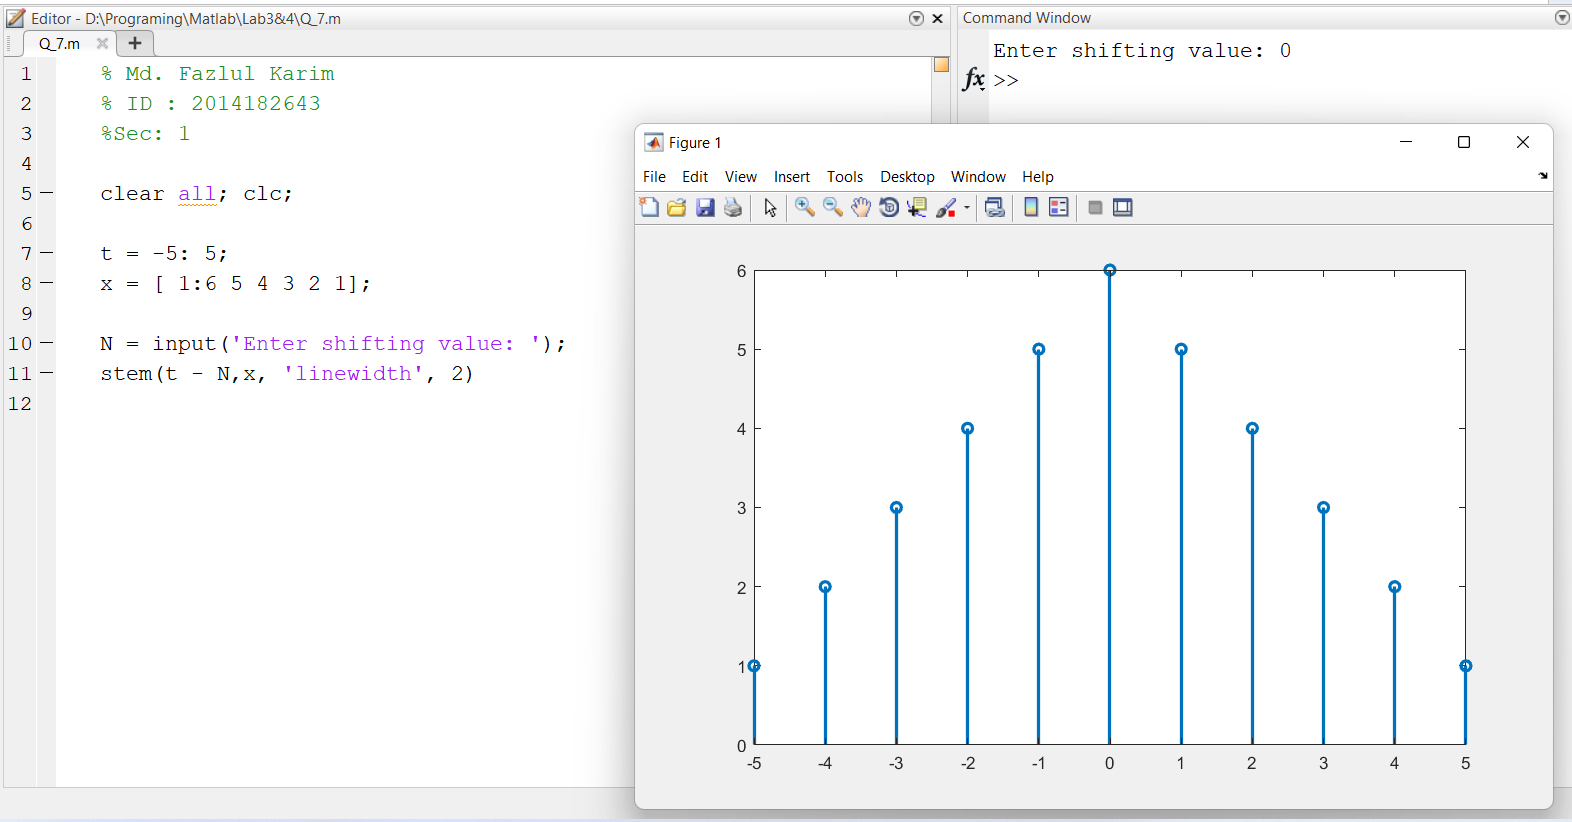 Editor - D:\Programing\Matlab\Lab3&4\Q_7.m
Q_7.m
1 % Md. Fazlul Karim
2 % ID : 2014182643
3 %Sec: 1
4
5 clear all; clc;
6
7 t = -5: 5;
8 x = [ 1:6 5 4 3 2 1];
9
10 N = input('Enter shifting value: ');
11 stem(t - N,x, 'linewidth', 2)
12
Command Window
Enter shifting value: 0
fx >>
Figure 1
File Edit View Insert Tools Desktop Window Help
6
5
4
3
2
1
0
-5 -4 -3 -2 -1 0 1 2 3 4 5